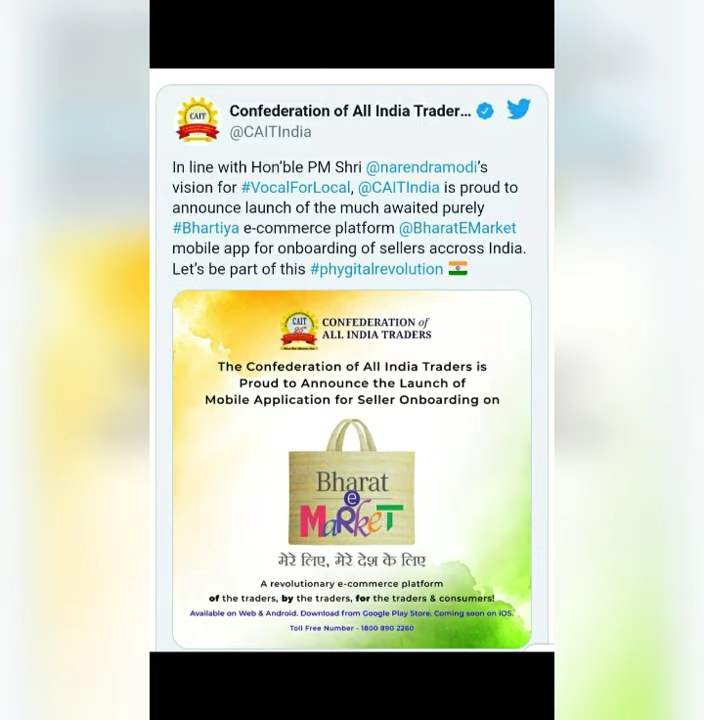 CAIT
Confederation of All India Trader...
@CAITIndia
In line with Hon'ble PM Shri @narendramodi's
vision for #VocalForLocal, @CAITIndia is proud to
announce launch of the much awaited purely
#Bhartiya e-commerce platform @BharatEMarket
mobile app for onboarding of sellers accross India.
Let's be part of this #phygitalrevolution
CAIT
CONFEDERATION of
ALL INDIA TRADERS
The Confederation of All India Traders is
Proud to Announce the Launch of
Mobile Application for Seller Onboarding on
Bharat
e
MaRKeT
मेरे लिए, मेरे देश के लिए
A revolutionary e-commerce platform
of the traders, by the traders, for the traders & consumers!
Available on Web & Android. Download from Google Play Store. Coming soon on iOS.
Toll Free Number - 1800 890 2260